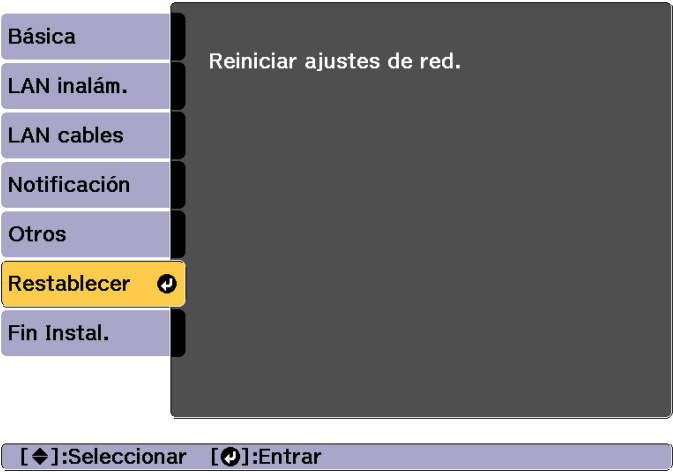 Básica
LAN inalám.
LAN cables
Notificación
Otros
Restablecer
Fin Instal.
Reiniciar ajustes de red.
[◆]:Seleccionar [↵]:Entrar